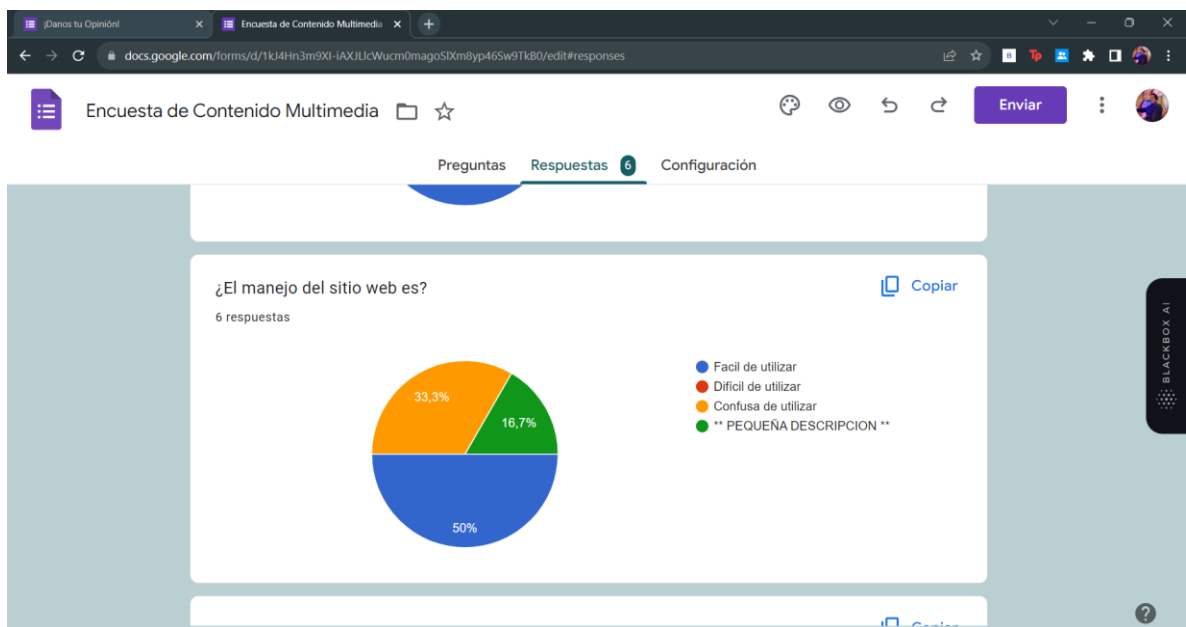 ¡Danos tu Opinión!
Encuesta de Contenido Multimedia
docs.google.com/forms/d/1kJ4Hn3m9XI-iAXJLlcWucm0magoSlXm8yp46Sw9TkB0/edit#responses
Encuesta de Contenido Multimedia
Enviar
Preguntas
Respuestas 6
Configuración
¿El manejo del sitio web es?
Copiar
6 respuestas
33,3%
16,7%
50%
Facil de utilizar
Dificil de utilizar
Confusa de utilizar
** PEQUEÑA DESCRIPCION **
BLACKBOX AI